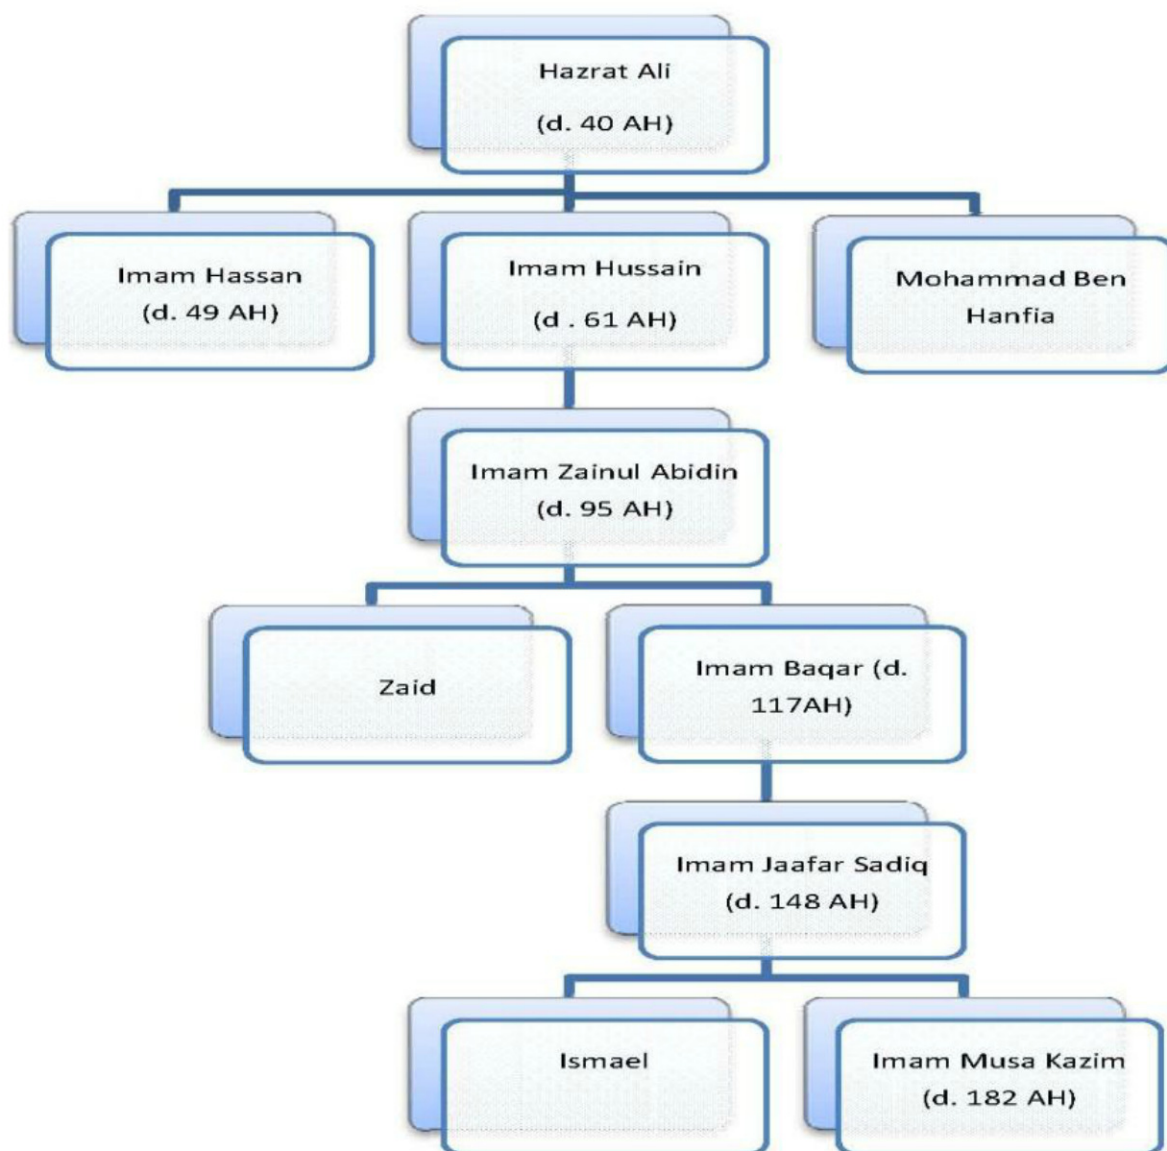 Hazrat Ali
(d. 40 AH)
Imam Hassan
(d. 49 AH)
Imam Hussain
(d . 61 AH)
Mohammad Ben
Hanfia
Imam Zainul Abidin
(d. 95 AH)
Zaid
Imam Baqar (d.
117AH)
Imam Jaafar Sadiq
(d. 148 AH)
Ismael
Imam Musa Kazim
(d. 182 AH)